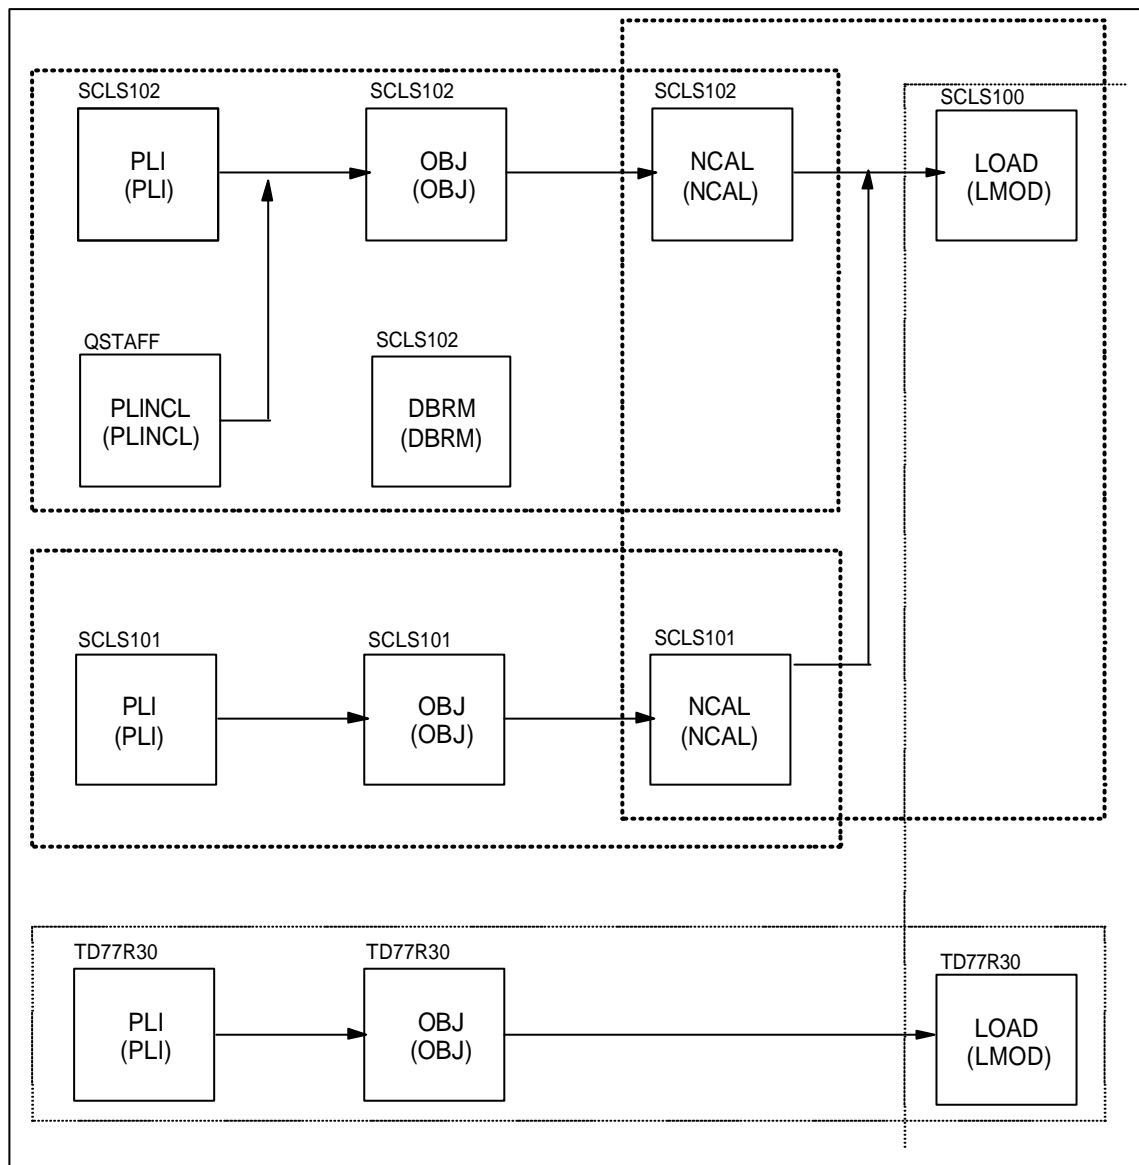 SCLS102
PLI
(PLI)
SCLS102
OBJ
(OBJ)
SCLS102
NCAL
(NCAL)
SCLS100
LOAD
(LMOD)
QSTAFF
PLINCL
(PLINCL)
SCLS102
DBRM
(DBRM)
SCLS101
PLI
(PLI)
SCLS101
OBJ
(OBJ)
SCLS101
NCAL
(NCAL)
TD77R30
PLI
(PLI)
TD77R30
OBJ
(OBJ)
TD77R30
LOAD
(LMOD)